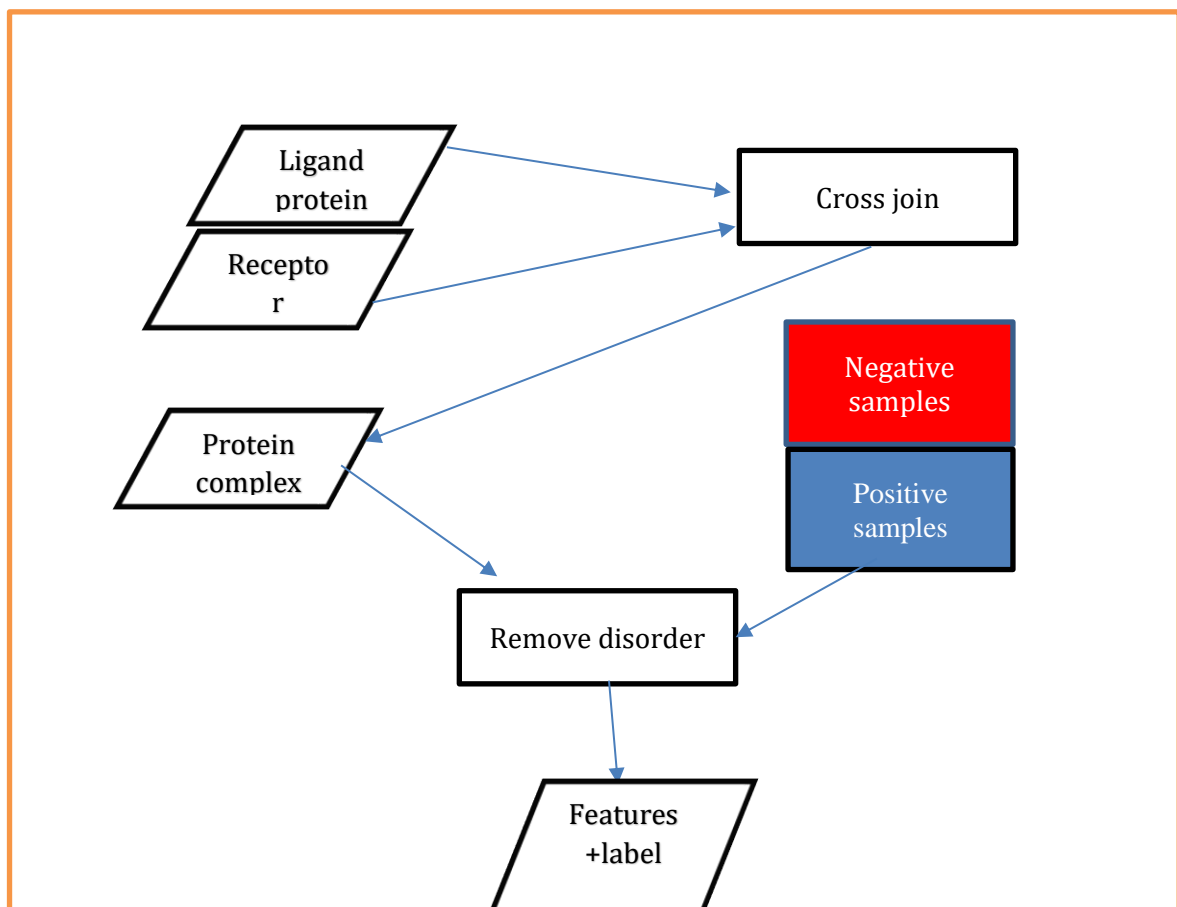 Ligand
protein
Cross join
Recepto
r
Negative
samples
Protein
complex
Positive
samples
Remove disorder
Features
+label